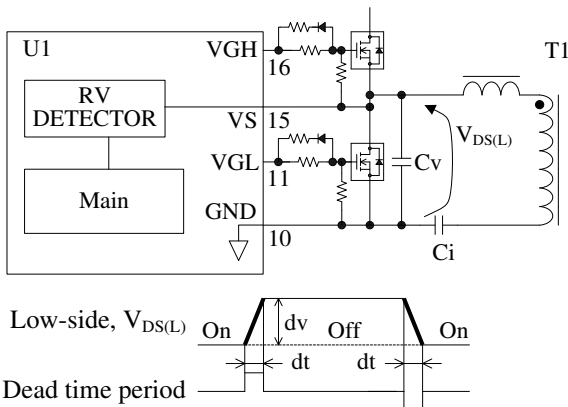 U1
VGH
16
T1
RV
DETECTOR
VS
15
VGL
11
Main
GND
10
Cv
V_DS(L)
Ci
Low-side, V_DS(L)
On
dv
Off
On
dt
dt
Dead time period